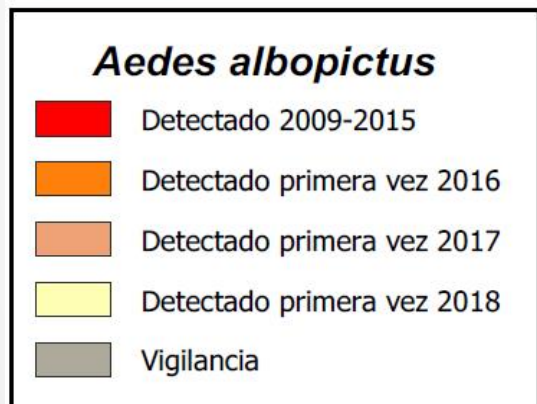 Aedes albopictus
Detectado 2009-2015
Detectado primera vez 2016
Detectado primera vez 2017
Detectado primera vez 2018
Vigilancia